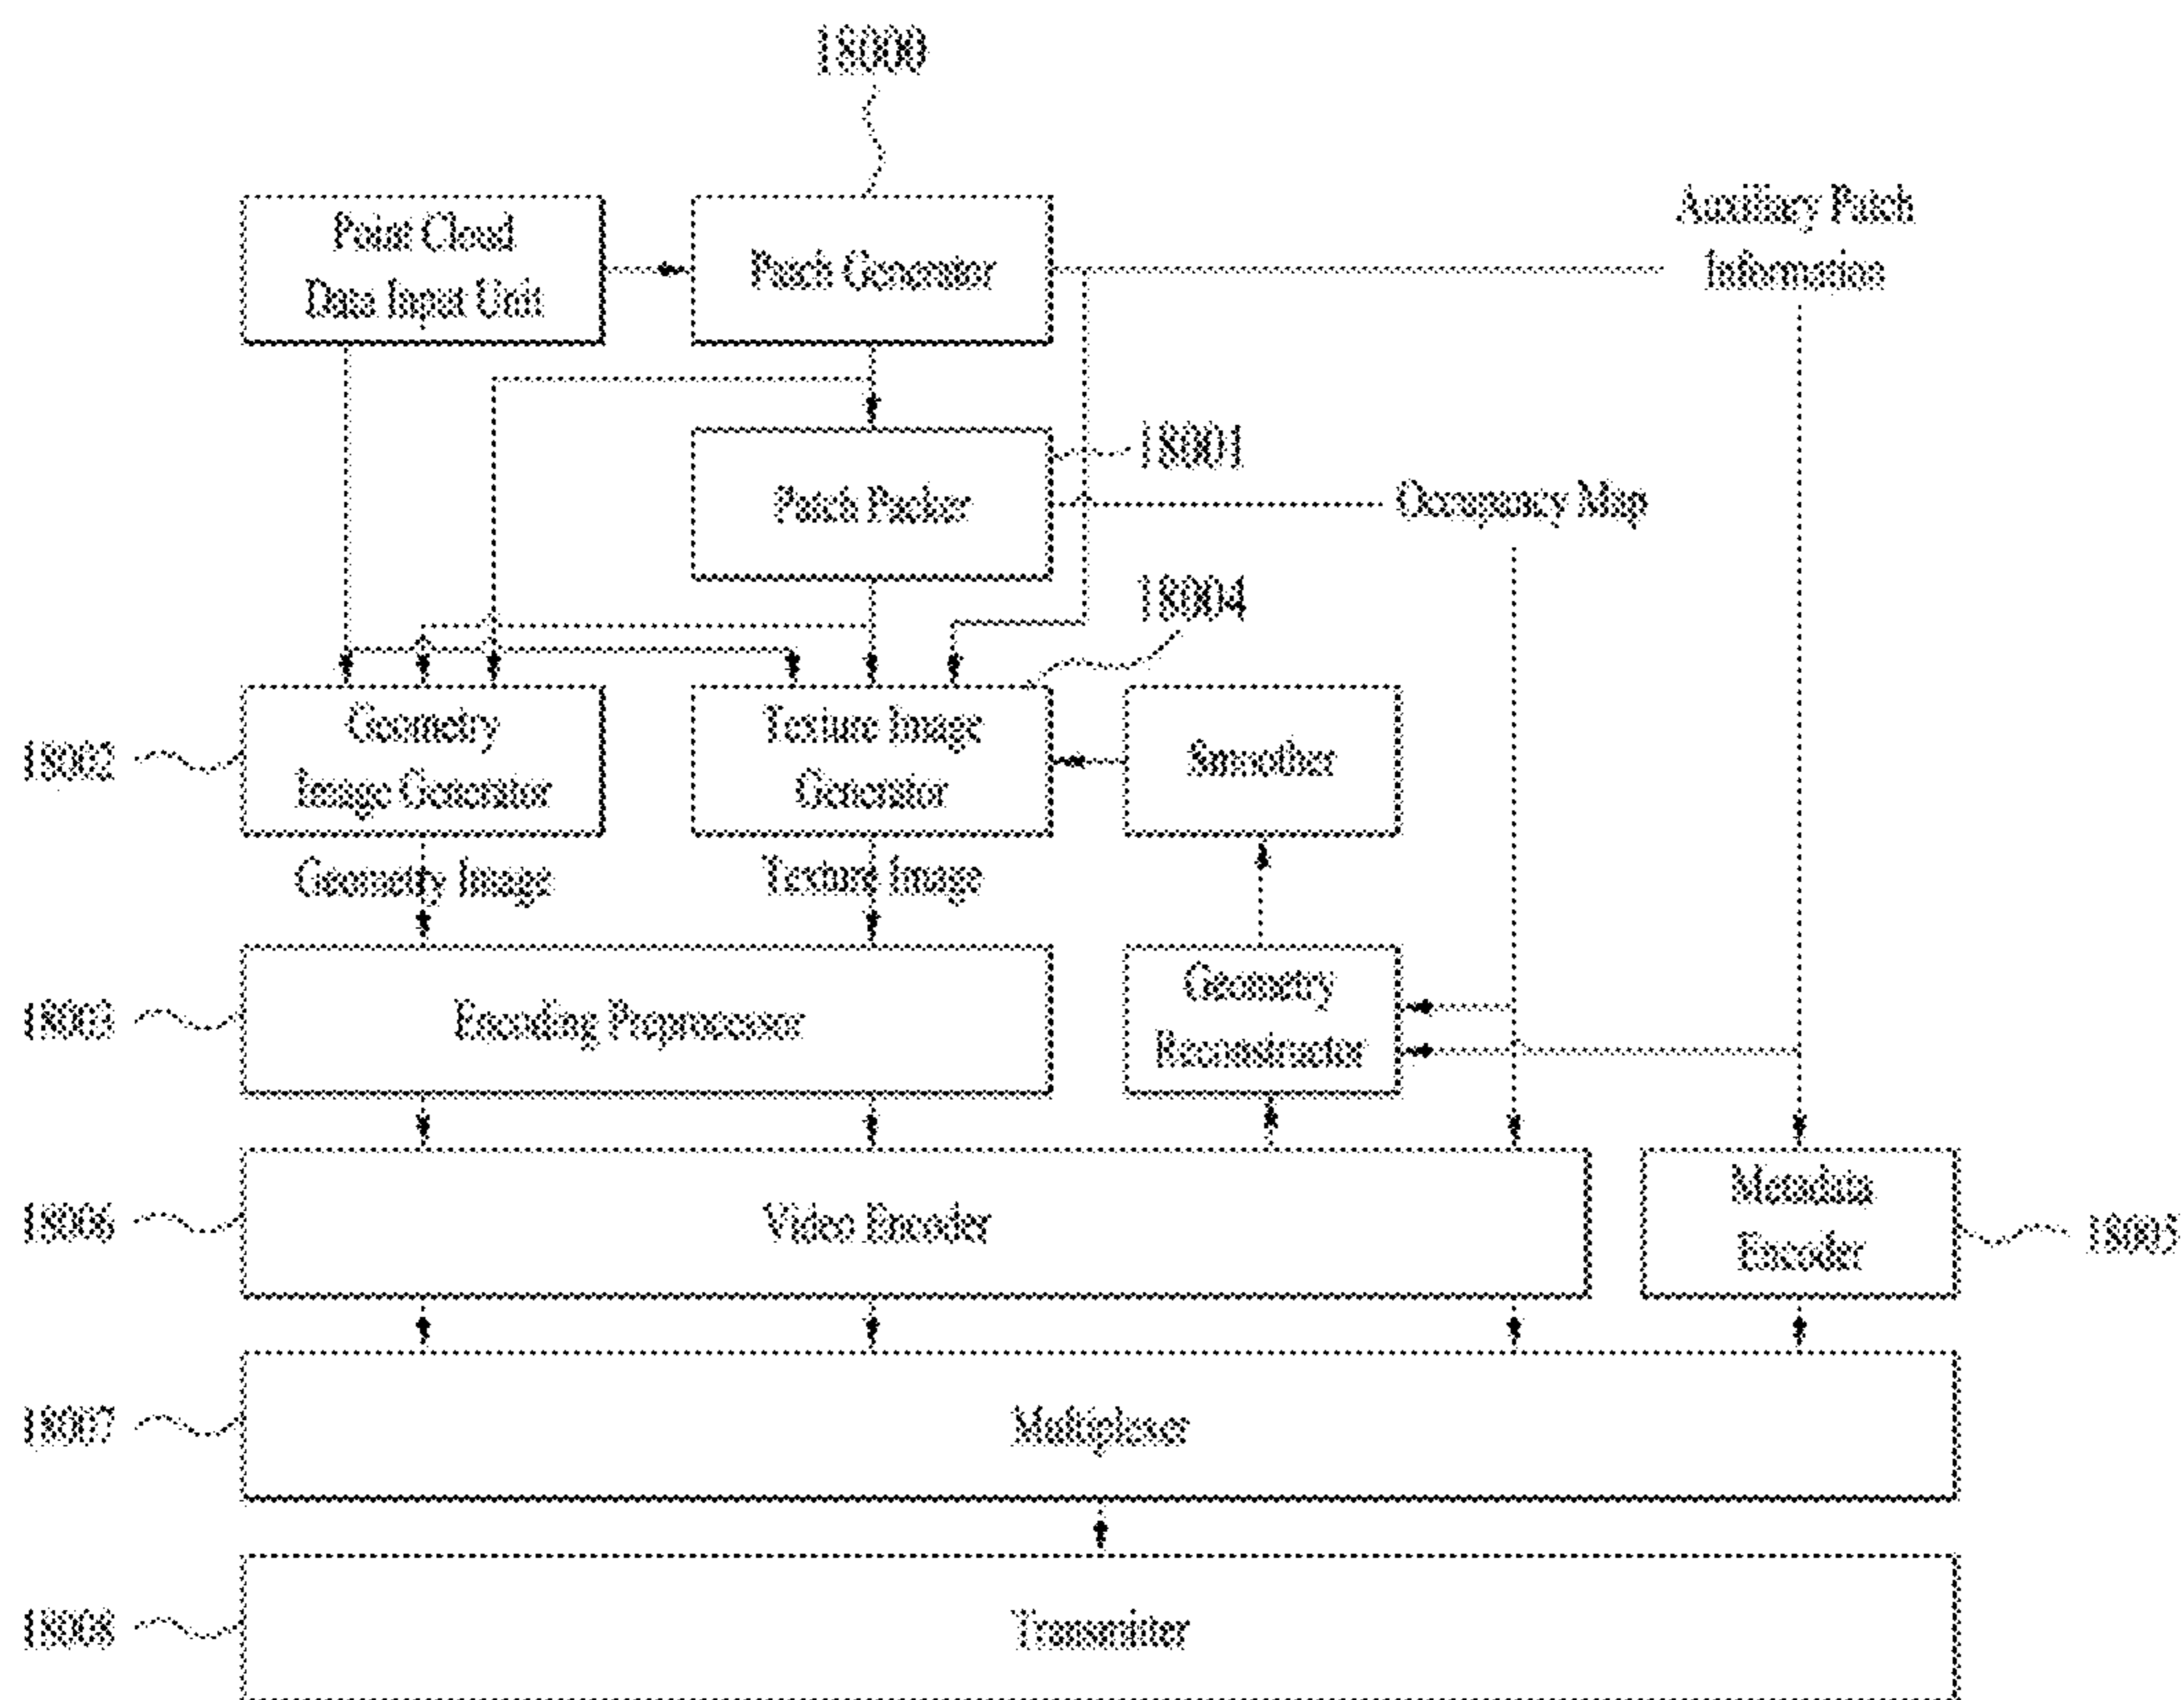 18000
Point Cloud
Data Input Unit
Patch Generator
Auxiliary Patch
Information
18001
Patch Packer
Occupancy Map
18004
18002
Geometry
Image Generator
Texture Image
Generator
Smoother
Geometry Image
Texture Image
18003
Encoding Preprocessor
Geometry
Reconstructor
18006
Video Encoder
Metadata
Encoder
18005
18007
Multiplexer
18008
Transmitter